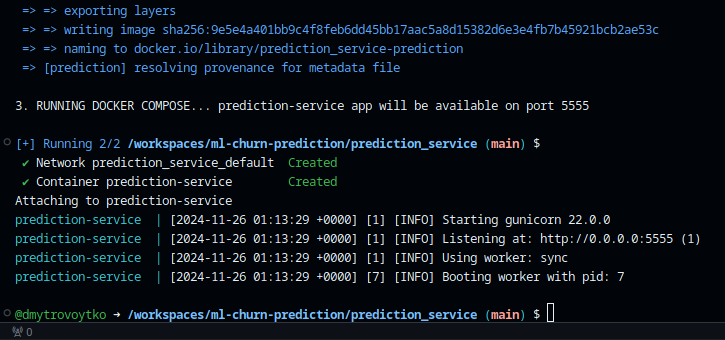 => => exporting layers
=> => writing image sha256:9e5e4a401bb9c4f8feb6dd45bb17aac5a8d15382d6e3e4fb7b45921bcb2ae53c
=> => naming to docker.io/library/prediction_service-prediction
=> [prediction] resolving provenance for metadata file
3. RUNNING DOCKER COMPOSE... prediction-service app will be available on port 5555
[+] Running 2/2 /workspaces/ml-churn-prediction/prediction_service (main) $
✔ Network prediction_service_default Created
✔ Container prediction-service Created
Attaching to prediction-service
prediction-service | [2024-11-26 01:13:29 +0000] [1] [INFO] Starting gunicorn 22.0.0
prediction-service | [2024-11-26 01:13:29 +0000] [1] [INFO] Listening at: http://0.0.0.0:5555 (1)
prediction-service | [2024-11-26 01:13:29 +0000] [1] [INFO] Using worker: sync
prediction-service | [2024-11-26 01:13:29 +0000] [7] [INFO] Booting worker with pid: 7
@dmytrovoytko ➜ /workspaces/ml-churn-prediction/prediction_service (main) $
0